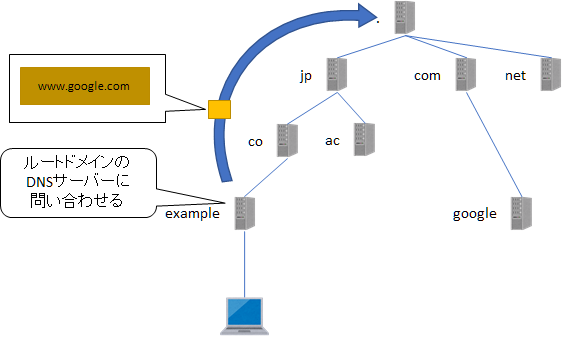 .
jp
com
net
www.google.com
co
ac
ルートドメインの
DNSサーバーに
問い合わせる
example
google